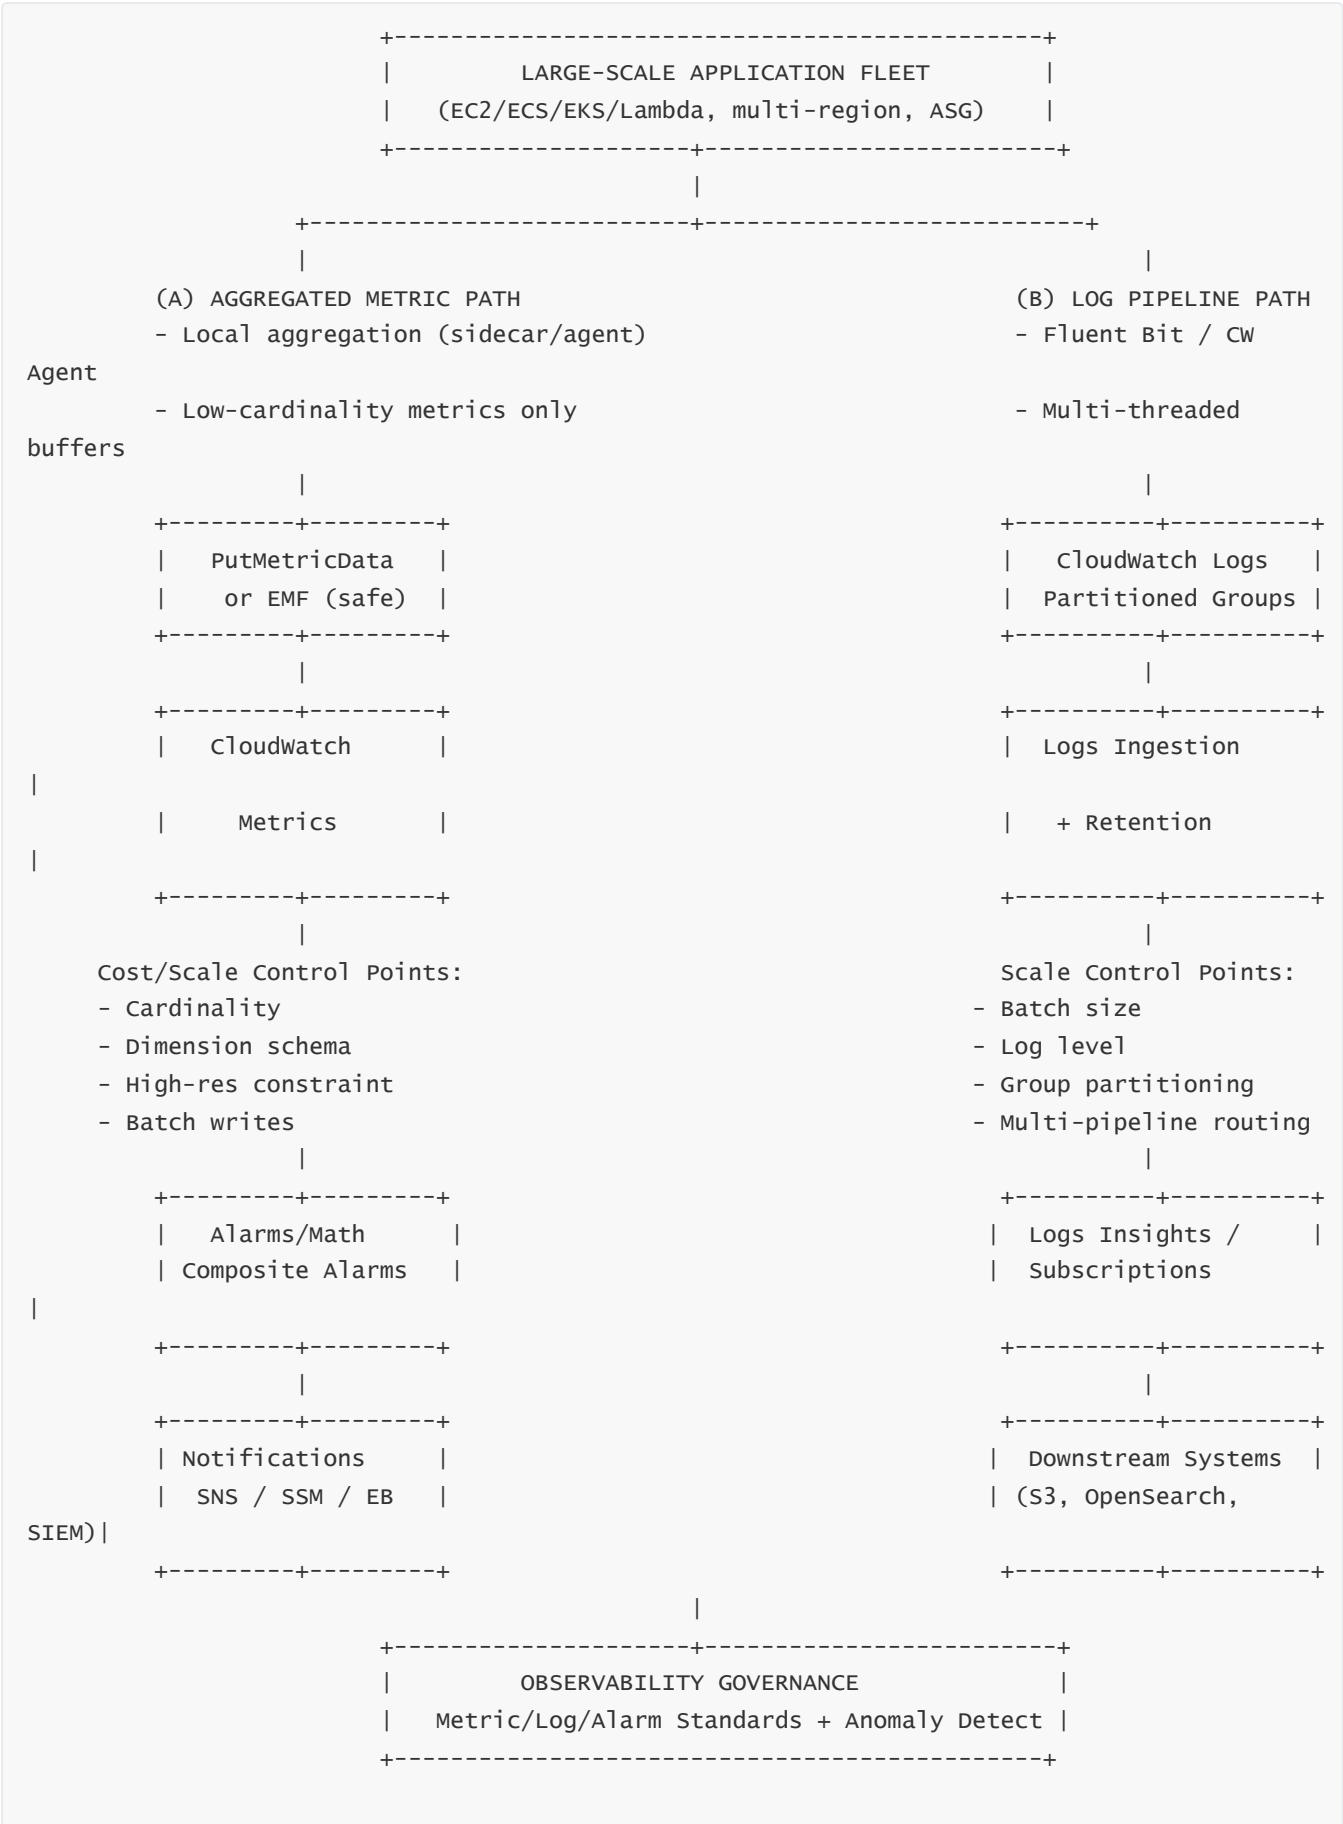 +----------------------------------------------+
|         LARGE-SCALE APPLICATION FLEET        |
|   (EC2/ECS/EKS/Lambda, multi-region, ASG)    |
+---------------------+-------------------------+
                      |
+---------------------------+---------------------------+
|                                                            |
(A) AGGREGATED METRIC PATH                                   (B) LOG PIPELINE PATH
- Local aggregation (sidecar/agent)                          - Fluent Bit / CW
Agent
- Low-cardinality metrics only                               - Multi-threaded
buffers
|                                                            |
+---------+---------+                                       +----------+----------+
|   PutMetricData   |                                       |   CloudWatch Logs   |
|    or EMF (safe)  |                                       |  Partitioned Groups |
+---------+---------+                                       +----------+----------+
|                                                            |
+---------+---------+                                       +----------+----------+
|   CloudWatch      |                                       |  Logs Ingestion
|
|     Metrics       |                                       |   + Retention
|
+---------+---------+                                       +----------+----------+
|                                                            |
Cost/Scale Control Points:                                  Scale Control Points:
- Cardinality                                             - Batch size
- Dimension schema                                        - Log level
- High-res constraint                                     - Group partitioning
- Batch writes                                            - Multi-pipeline routing
|                                                            |
+---------+---------+                                       +----------+----------+
|   Alarms/Math      |                                      |  Logs Insights /     |
| Composite Alarms   |                                      |  Subscriptions
|
+---------+---------+                                       +----------+----------+
|                                                            |
+---------+---------+                                       +----------+----------+
| Notifications     |                                      |  Downstream Systems  |
|  SNS / SSM / EB   |                                      | (S3, OpenSearch,
SIEM)|
+---------+---------+                                       +----------+----------+
                      |
+---------------------+-------------------------+
|         OBSERVABILITY GOVERNANCE              |
|   Metric/Log/Alarm Standards + Anomaly Detect |
+----------------------------------------------+